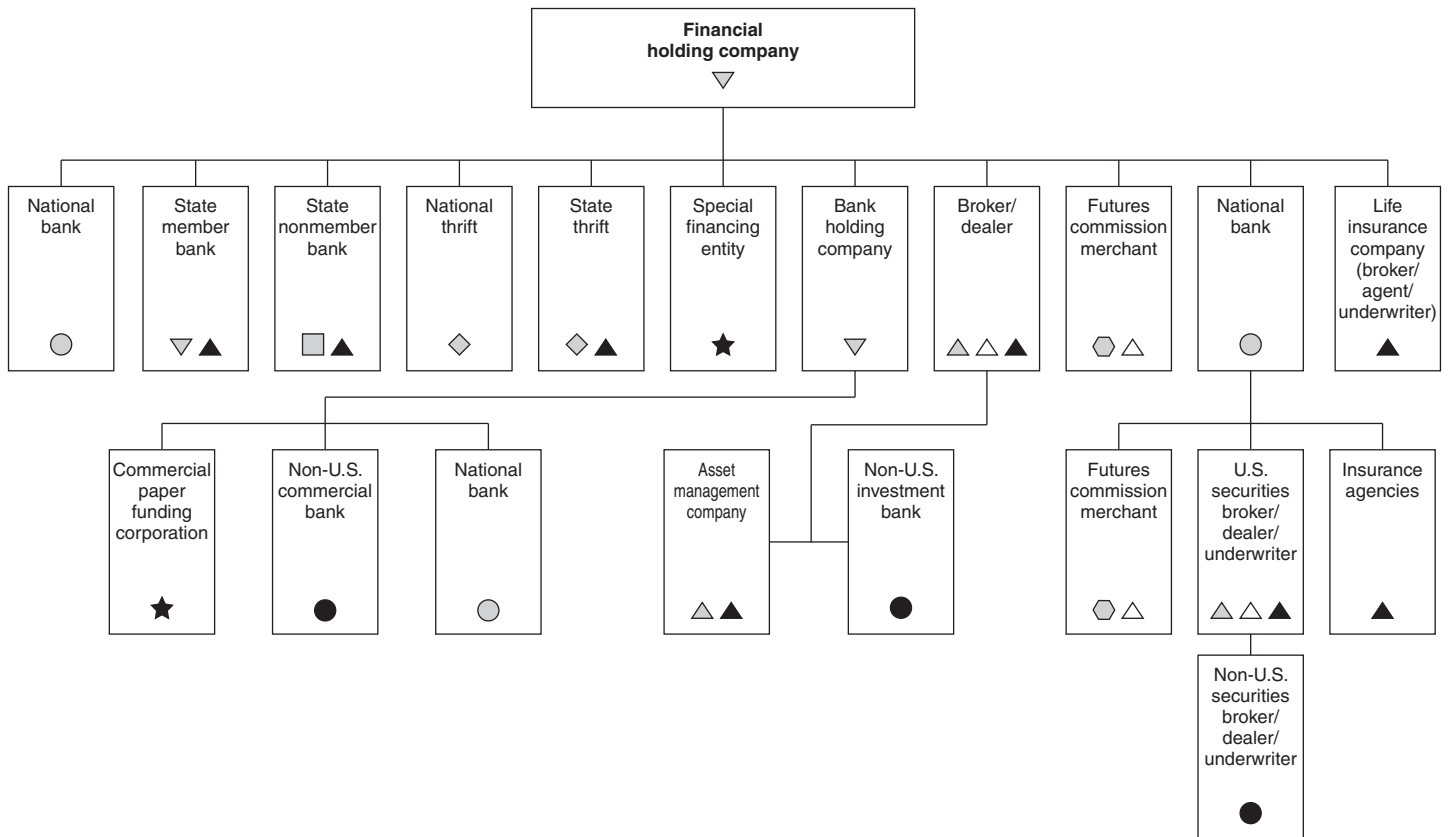 Financial
holding company
National
bank
State
member
bank
State
nonmember
bank
National
thrift
State
thrift
Special
financing
entity
Bank
holding
company
Broker/
dealer
Futures
commission
merchant
National
bank
Life
insurance
company
(broker/
agent/
underwriter)
Commercial
paper
funding
corporation
Non-U.S.
commercial
bank
National
bank
Asset
management
company
Non-U.S.
investment
bank
Futures
commission
merchant
U.S.
securities
broker/
dealer/
underwriter
Insurance
agencies
Non-U.S.
securities
broker/
dealer/
underwriter